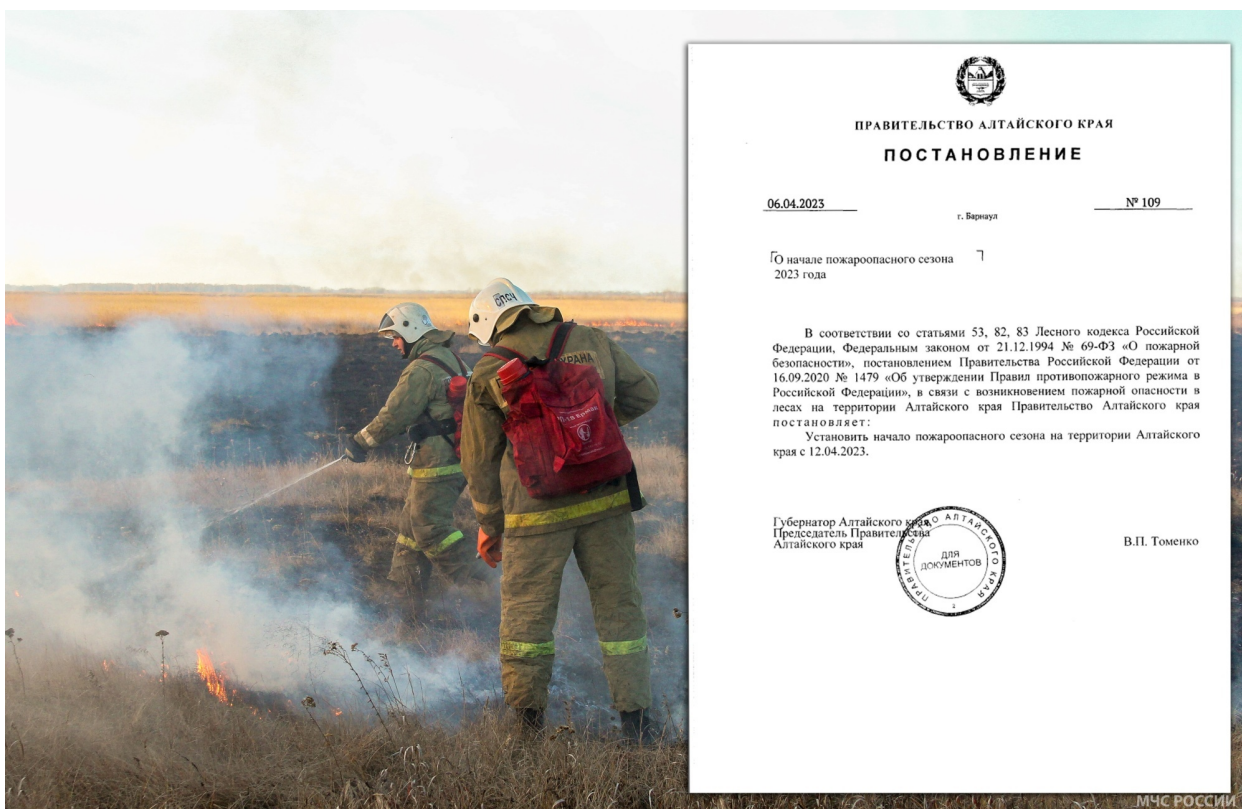 СПСЧ
ОХРАНА
ПРАВИТЕЛЬСТВО АЛТАЙСКОГО КРАЯ
ПОСТАНОВЛЕНИЕ
06.04.2023
№ 109
г. Барнаул
О начале пожароопасного сезона
2023 года
В соответствии со статьями 53, 82, 83 Лесного кодекса Российской
Федерации, Федеральным законом от 21.12.1994 № 69-ФЗ «О пожарной
безопасности», постановлением Правительства Российской Федерации от
16.09.2020 № 1479 «Об утверждении Правил противопожарного режима в
Российской Федерации», в связи с возникновением пожарной опасности в
лесах на территории Алтайского края Правительство Алтайского края
постановляет:
Установить начало пожароопасного сезона на территории Алтайского
края с 12.04.2023.
Губернатор Алтайского края,
Председатель Правительства
Алтайского края
В.П. Томенко
ПРАВИТЕЛЬСТВО АЛТАЙСКОГО КРАЯ
ДЛЯ
ДОКУМЕНТОВ
1
МЧС РОССИИ